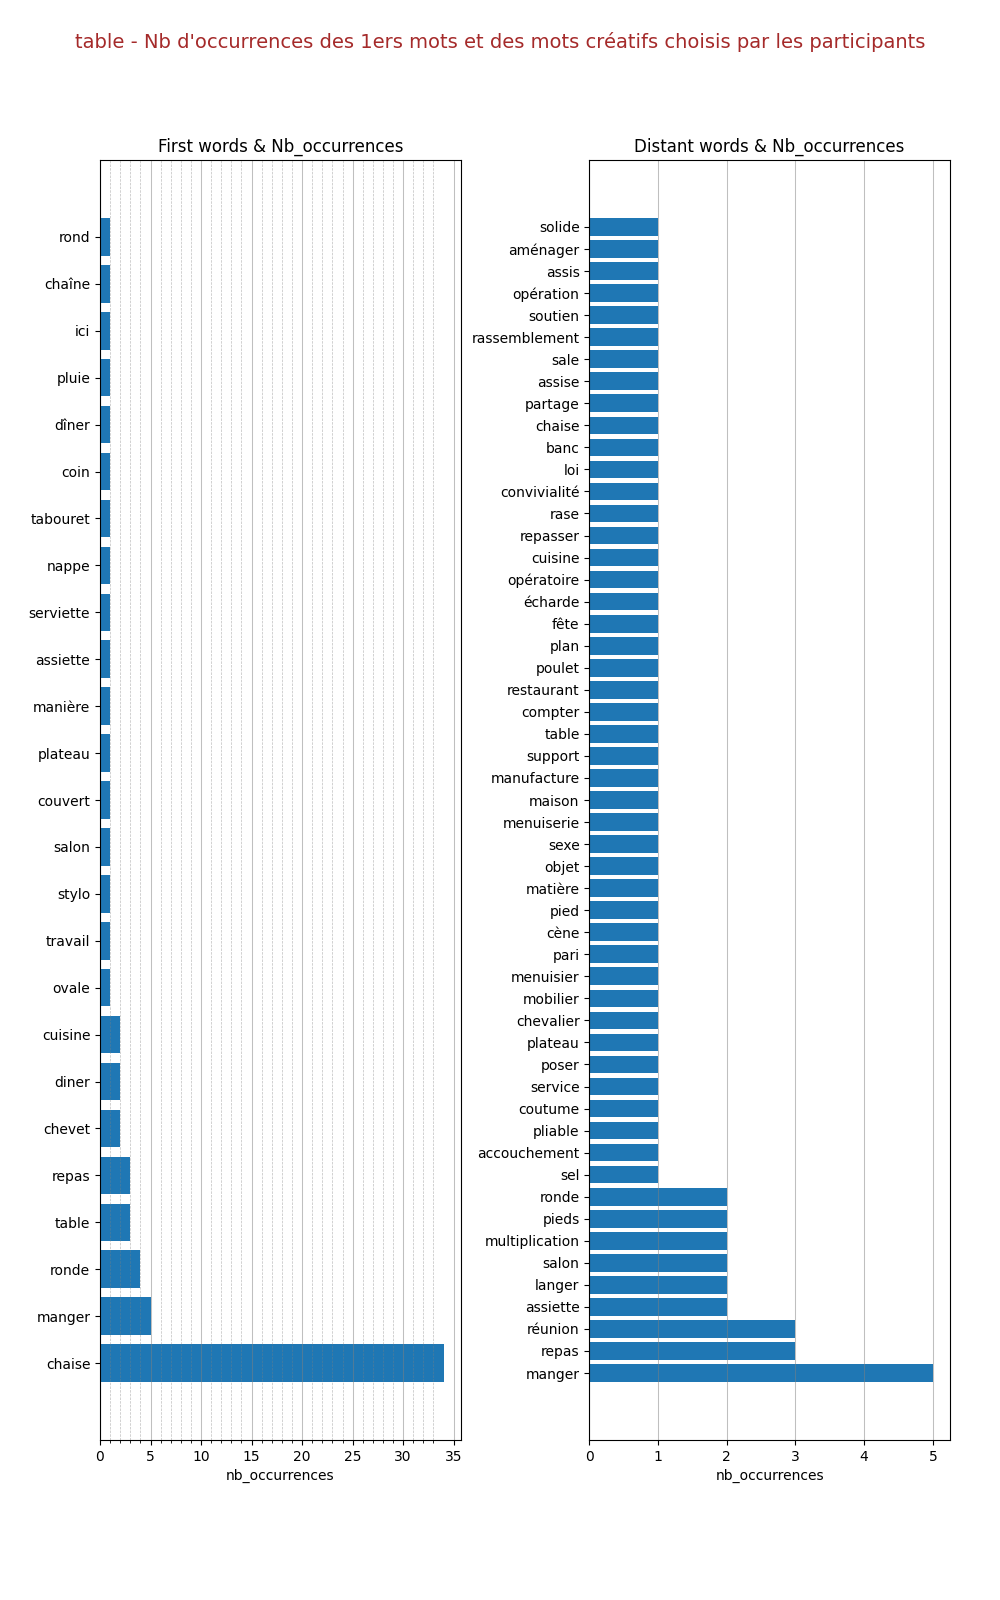 table - Nb d'occurrences des 1ers mots et des mots créatifs choisis par les participants
First words & Nb_occurrences
rond
chaîne
ici
pluie
dîner
coin
tabouret
nappe
serviette
assiette
manière
plateau
couvert
salon
stylo
travail
ovale
cuisine
diner
chevet
repas
table
ronde
manger
chaise
0 5 10 15 20 25 30 35
nb_occurrences
Distant words & Nb_occurrences
solide
aménager
assis
opération
soutien
rassemblement
sale
assise
partage
chaise
banc
loi
convivialité
rase
repasser
cuisine
opératoire
écharde
fête
plan
poulet
restaurant
compter
table
support
manufacture
maison
menuiserie
sexe
objet
matière
pied
cène
pari
menuisier
mobilier
chevalier
plateau
poser
service
coutume
pliable
accouchement
sel
ronde
pieds
multiplication
salon
langer
assiette
réunion
repas
manger
0 1 2 3 4 5
nb_occurrences